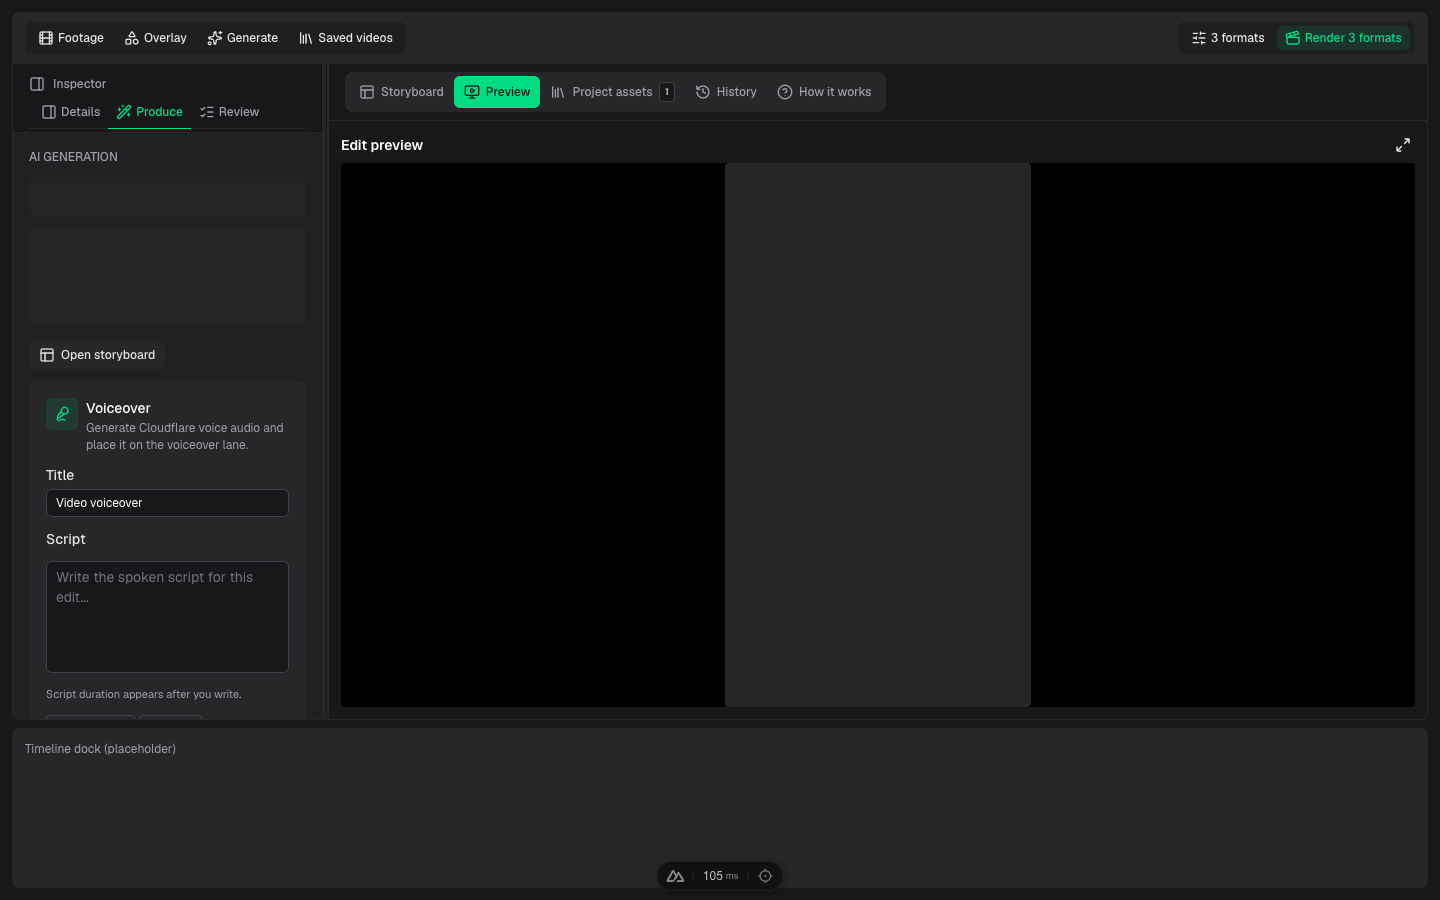 Footage
Overlay
Generate
Saved videos
3 formats
Render 3 formats
Inspector
Details
Produce
Review
Storyboard
Preview
Project assets
1
History
How it works
AI GENERATION
Open storyboard
Voiceover
Generate Cloudflare voice audio and
place it on the voiceover lane.
Title
Video voiceover
Script
Write the spoken script for this
edit...
Script duration appears after you write.
Edit preview
Timeline dock (placeholder)
105 ms